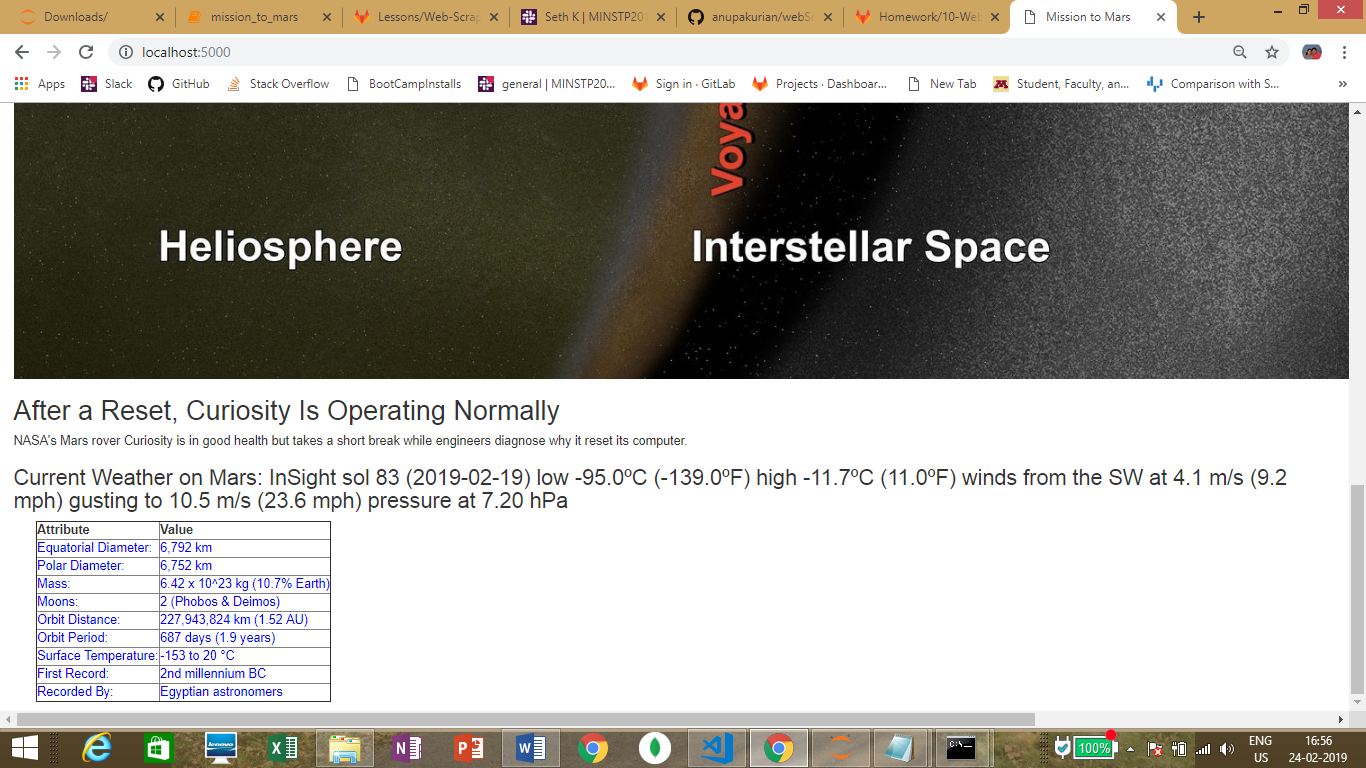 Downloads/
mission_to_mars
Lessons/Web-Scrap
Seth K | MINSTP201
anupakurian/webSc
Homework/10-Web
Mission to Mars
localhost:5000
Apps
Slack
GitHub
Stack Overflow
BootCampInstalls
general | MINSTP20...
Sign in · GitLab
Projects · Dashboar...
New Tab
Student, Faculty, an...
Comparison with S...
»
Voya
Heliosphere
Interstellar Space
After a Reset, Curiosity Is Operating Normally
NASA's Mars rover Curiosity is in good health but takes a short break while engineers diagnose why it reset its computer.
Current Weather on Mars: InSight sol 83 (2019-02-19) low -95.0ºC (-139.0ºF) high -11.7ºC (11.0ºF) winds from the SW at 4.1 m/s (9.2
mph) gusting to 10.5 m/s (23.6 mph) pressure at 7.20 hPa
Attribute Value
Equatorial Diameter: 6,792 km
Polar Diameter: 6,752 km
Mass: 6.42 x 10^23 kg (10.7% Earth)
Moons: 2 (Phobos & Deimos)
Orbit Distance: 227,943,824 km (1.52 AU)
Orbit Period: 687 days (1.9 years)
Surface Temperature: -153 to 20 °C
First Record: 2nd millennium BC
Recorded By: Egyptian astronomers
lenovo
100%
ENG
US
16:56
24-02-2019